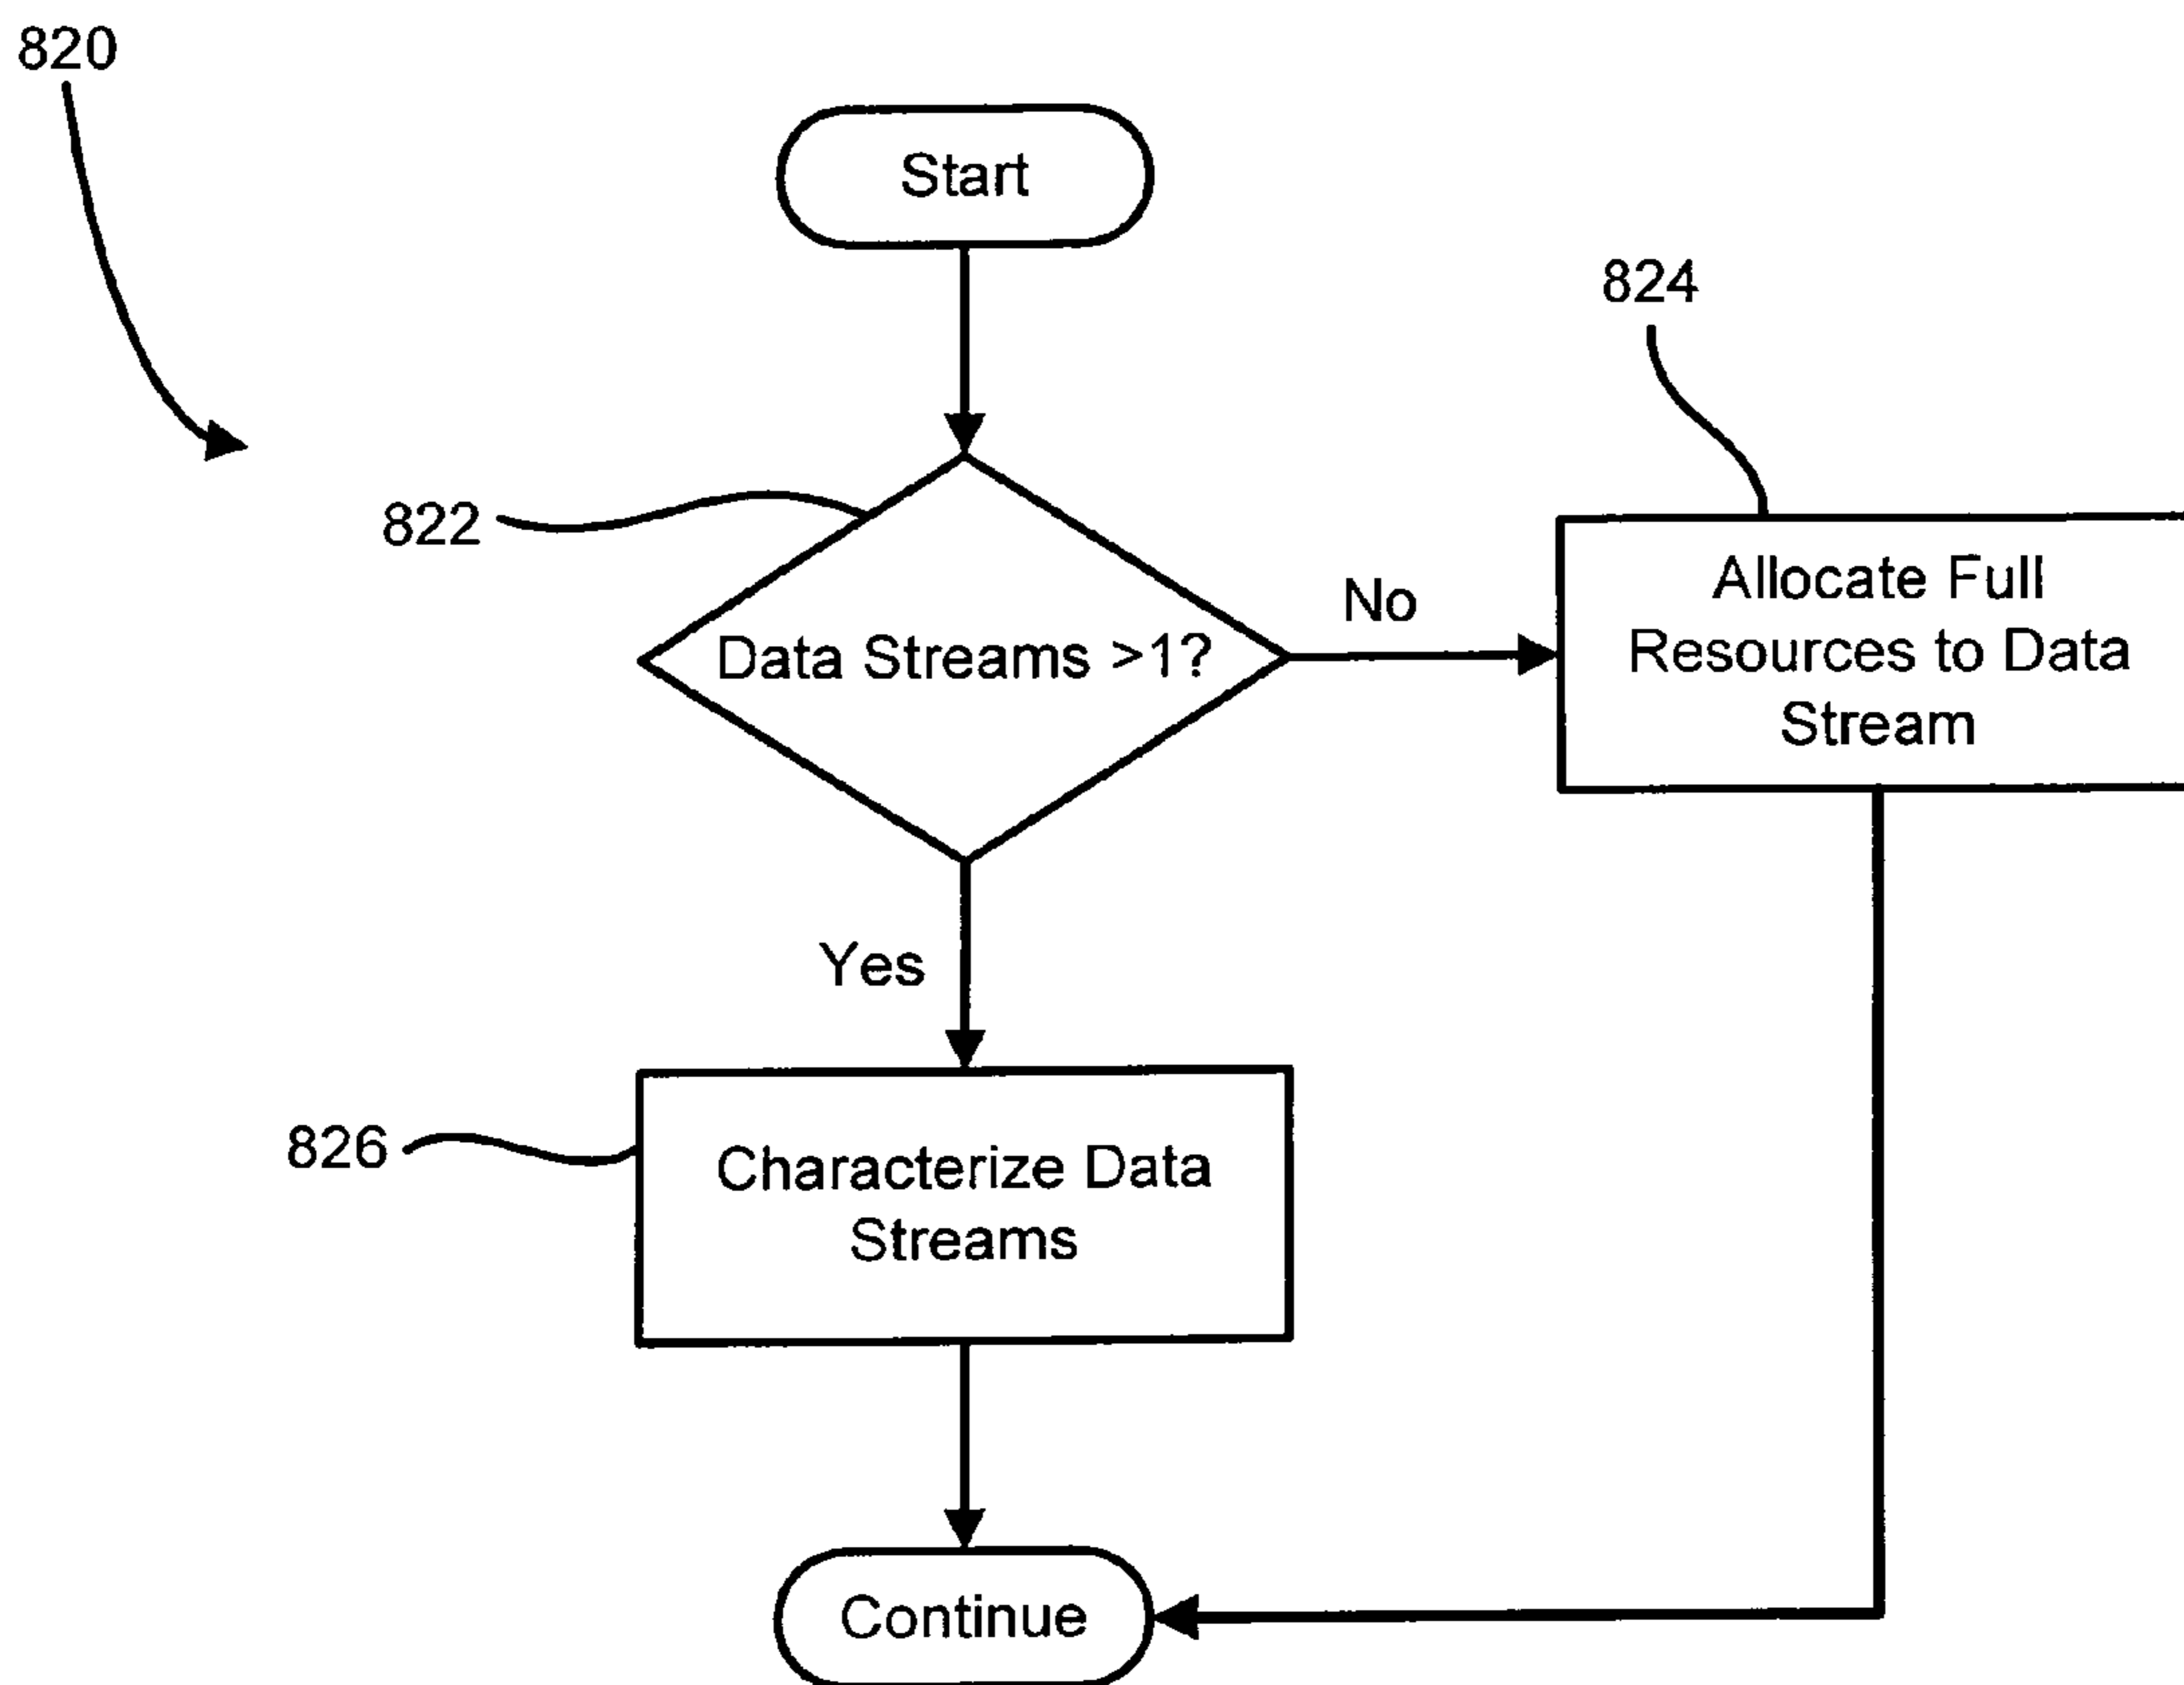 820
Start
824
822
Data Streams >1?
No
Allocate Full
Resources to Data
Stream
Yes
826
Characterize Data
Streams
Continue